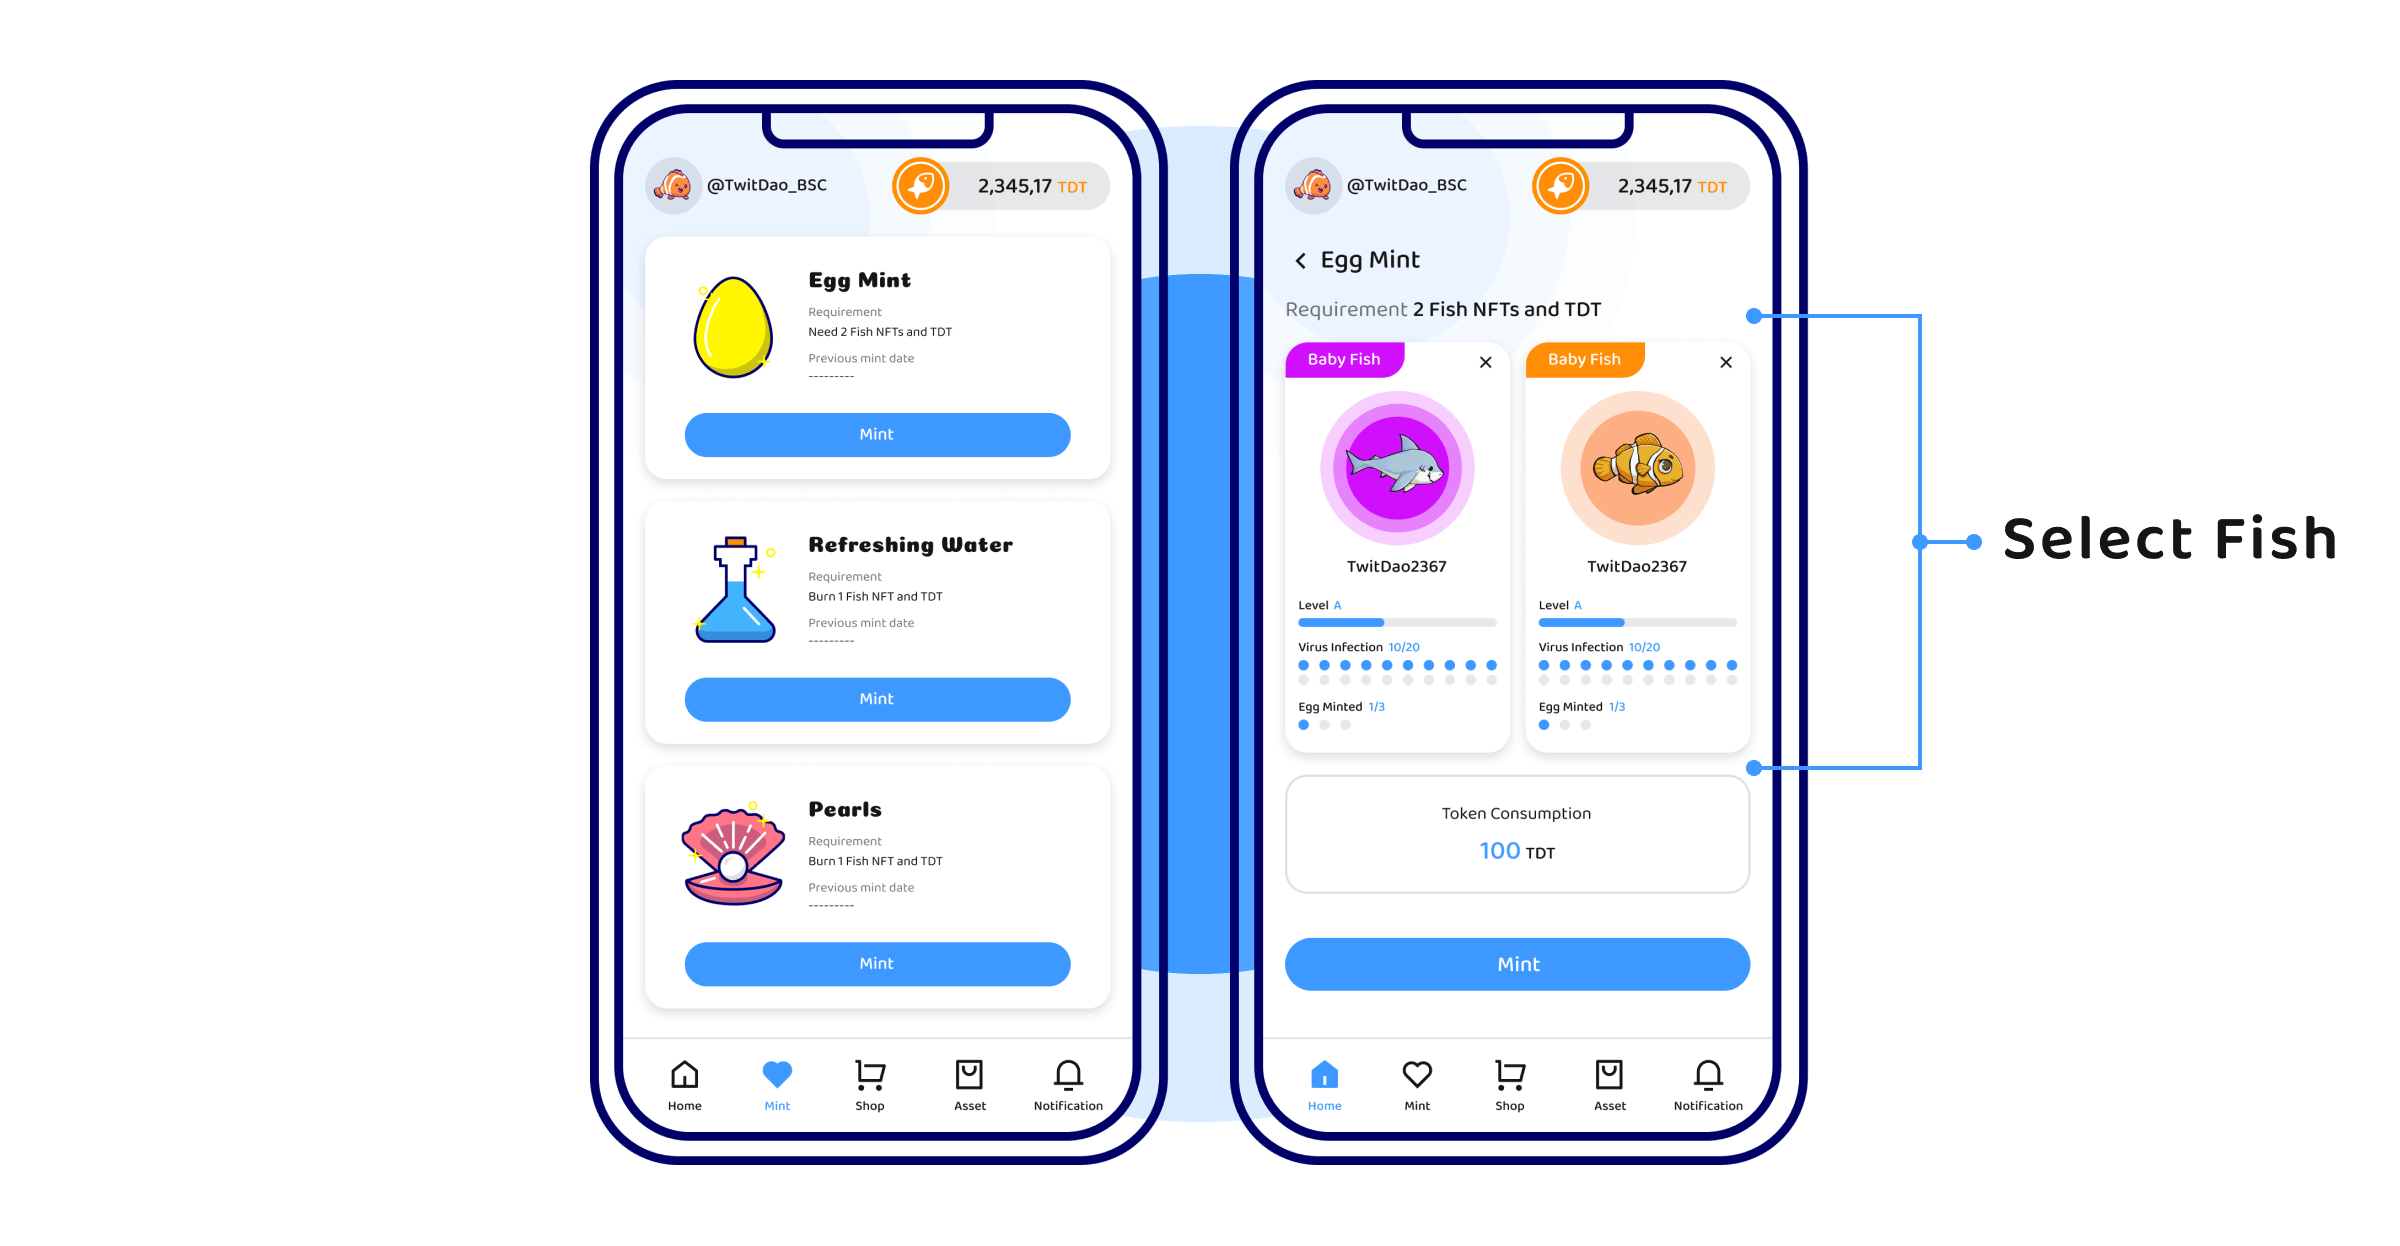 @TwitDao_BSC
2,345,17 TDT
Egg Mint
Requirement
Need 2 Fish NFTs and TDT
Previous mint date
---------
Mint
Refreshing Water
Requirement
Burn 1 Fish NFT and TDT
Previous mint date
---------
Mint
Pearls
Requirement
Burn 1 Fish NFT and TDT
Previous mint date
---------
Mint
Home Mint Shop Asset Notification
@TwitDao_BSC
2,345,17 TDT
Egg Mint
Requirement 2 Fish NFTs and TDT
Baby Fish
TwitDao2367
Level A
Virus Infection 10/20
Egg Minted 1/3
Baby Fish
TwitDao2367
Level A
Virus Infection 10/20
Egg Minted 1/3
Token Consumption
100 TDT
Mint
Home Mint Shop Asset Notification
Select Fish